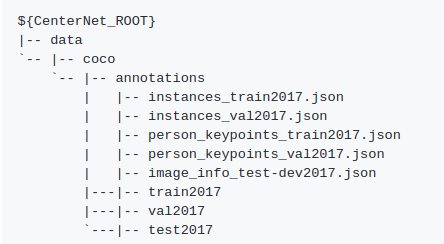 ${CenterNet_ROOT}
|-- data
`-- |-- coco
    `-- |-- annotations
        |   |-- instances_train2017.json
        |   |-- instances_val2017.json
        |   |-- person_keypoints_train2017.json
        |   |-- person_keypoints_val2017.json
        |   |-- image_info_test-dev2017.json
        |---|-- train2017
        |---|-- val2017
        `---|-- test2017